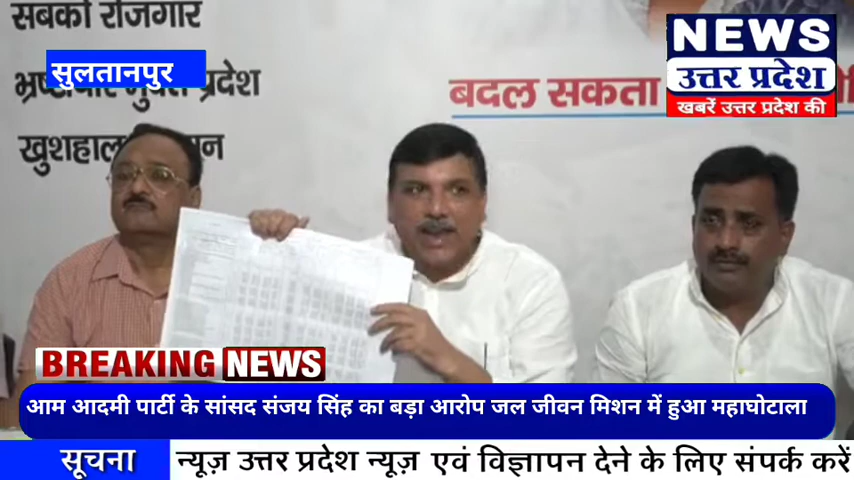 सबको रोजगार
सुलतानपुर
खुशहाल
बदल सकता
NEWS
उत्तर प्रदेश
खबरें उत्तर प्रदेश की
BREAKING NEWS
आम आदमी पार्टी के सांसद संजय सिंह का बड़ा आरोप जल जीवन मिशन में हुआ महाघोटाला
सूचना
न्यूज़ उत्तर प्रदेश न्यूज़ एवं विज्ञापन देने के लिए संपर्क करें